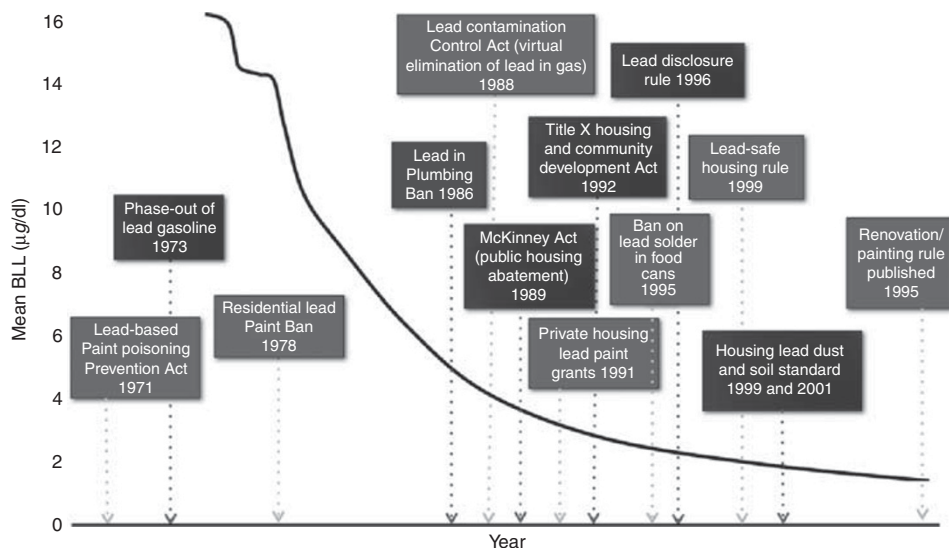 16
14
12
10
8
6
4
2
0
Mean BLL (μg/dl)
Year
Lead-based
Paint poisoning
Prevention Act
1971
Phase-out of
lead gasoline
1973
Residential lead
Paint Ban
1978
Lead in
Plumbing
Ban 1986
Lead contamination
Control Act (virtual
elimination of lead in gas)
1988
McKinney Act
(public housing
abatement)
1989
Private housing
lead paint
grants 1991
Title X housing
and community
development Act
1992
Ban on
lead solder
in food
cans
1995
Lead disclosure
rule 1996
Lead-safe
housing rule
1999
Housing lead dust
and soil standard
1999 and 2001
Renovation/
painting rule
published
1995